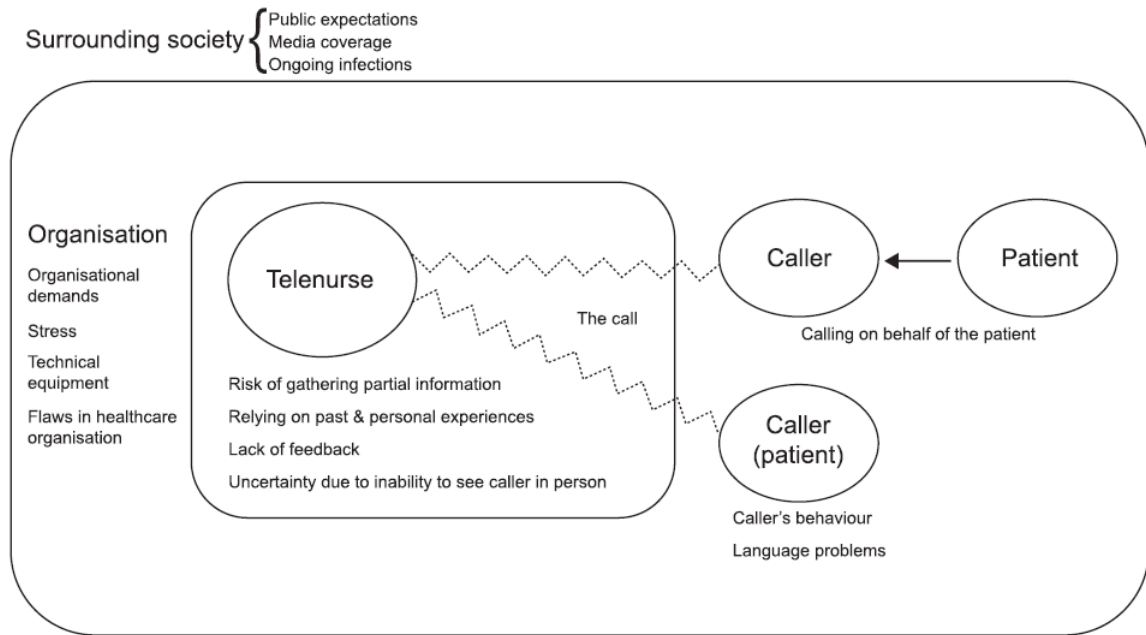 Surrounding society
Public expectations
Media coverage
Ongoing infections
Organisation
Organisational
demands
Stress
Technical
equipment
Flaws in healthcare
organisation
Telenurse
The call
Risk of gathering partial information
Relying on past & personal experiences
Lack of feedback
Uncertainty due to inability to see caller in person
Caller
Patient
Calling on behalf of the patient
Caller
(patient)
Caller's behaviour
Language problems